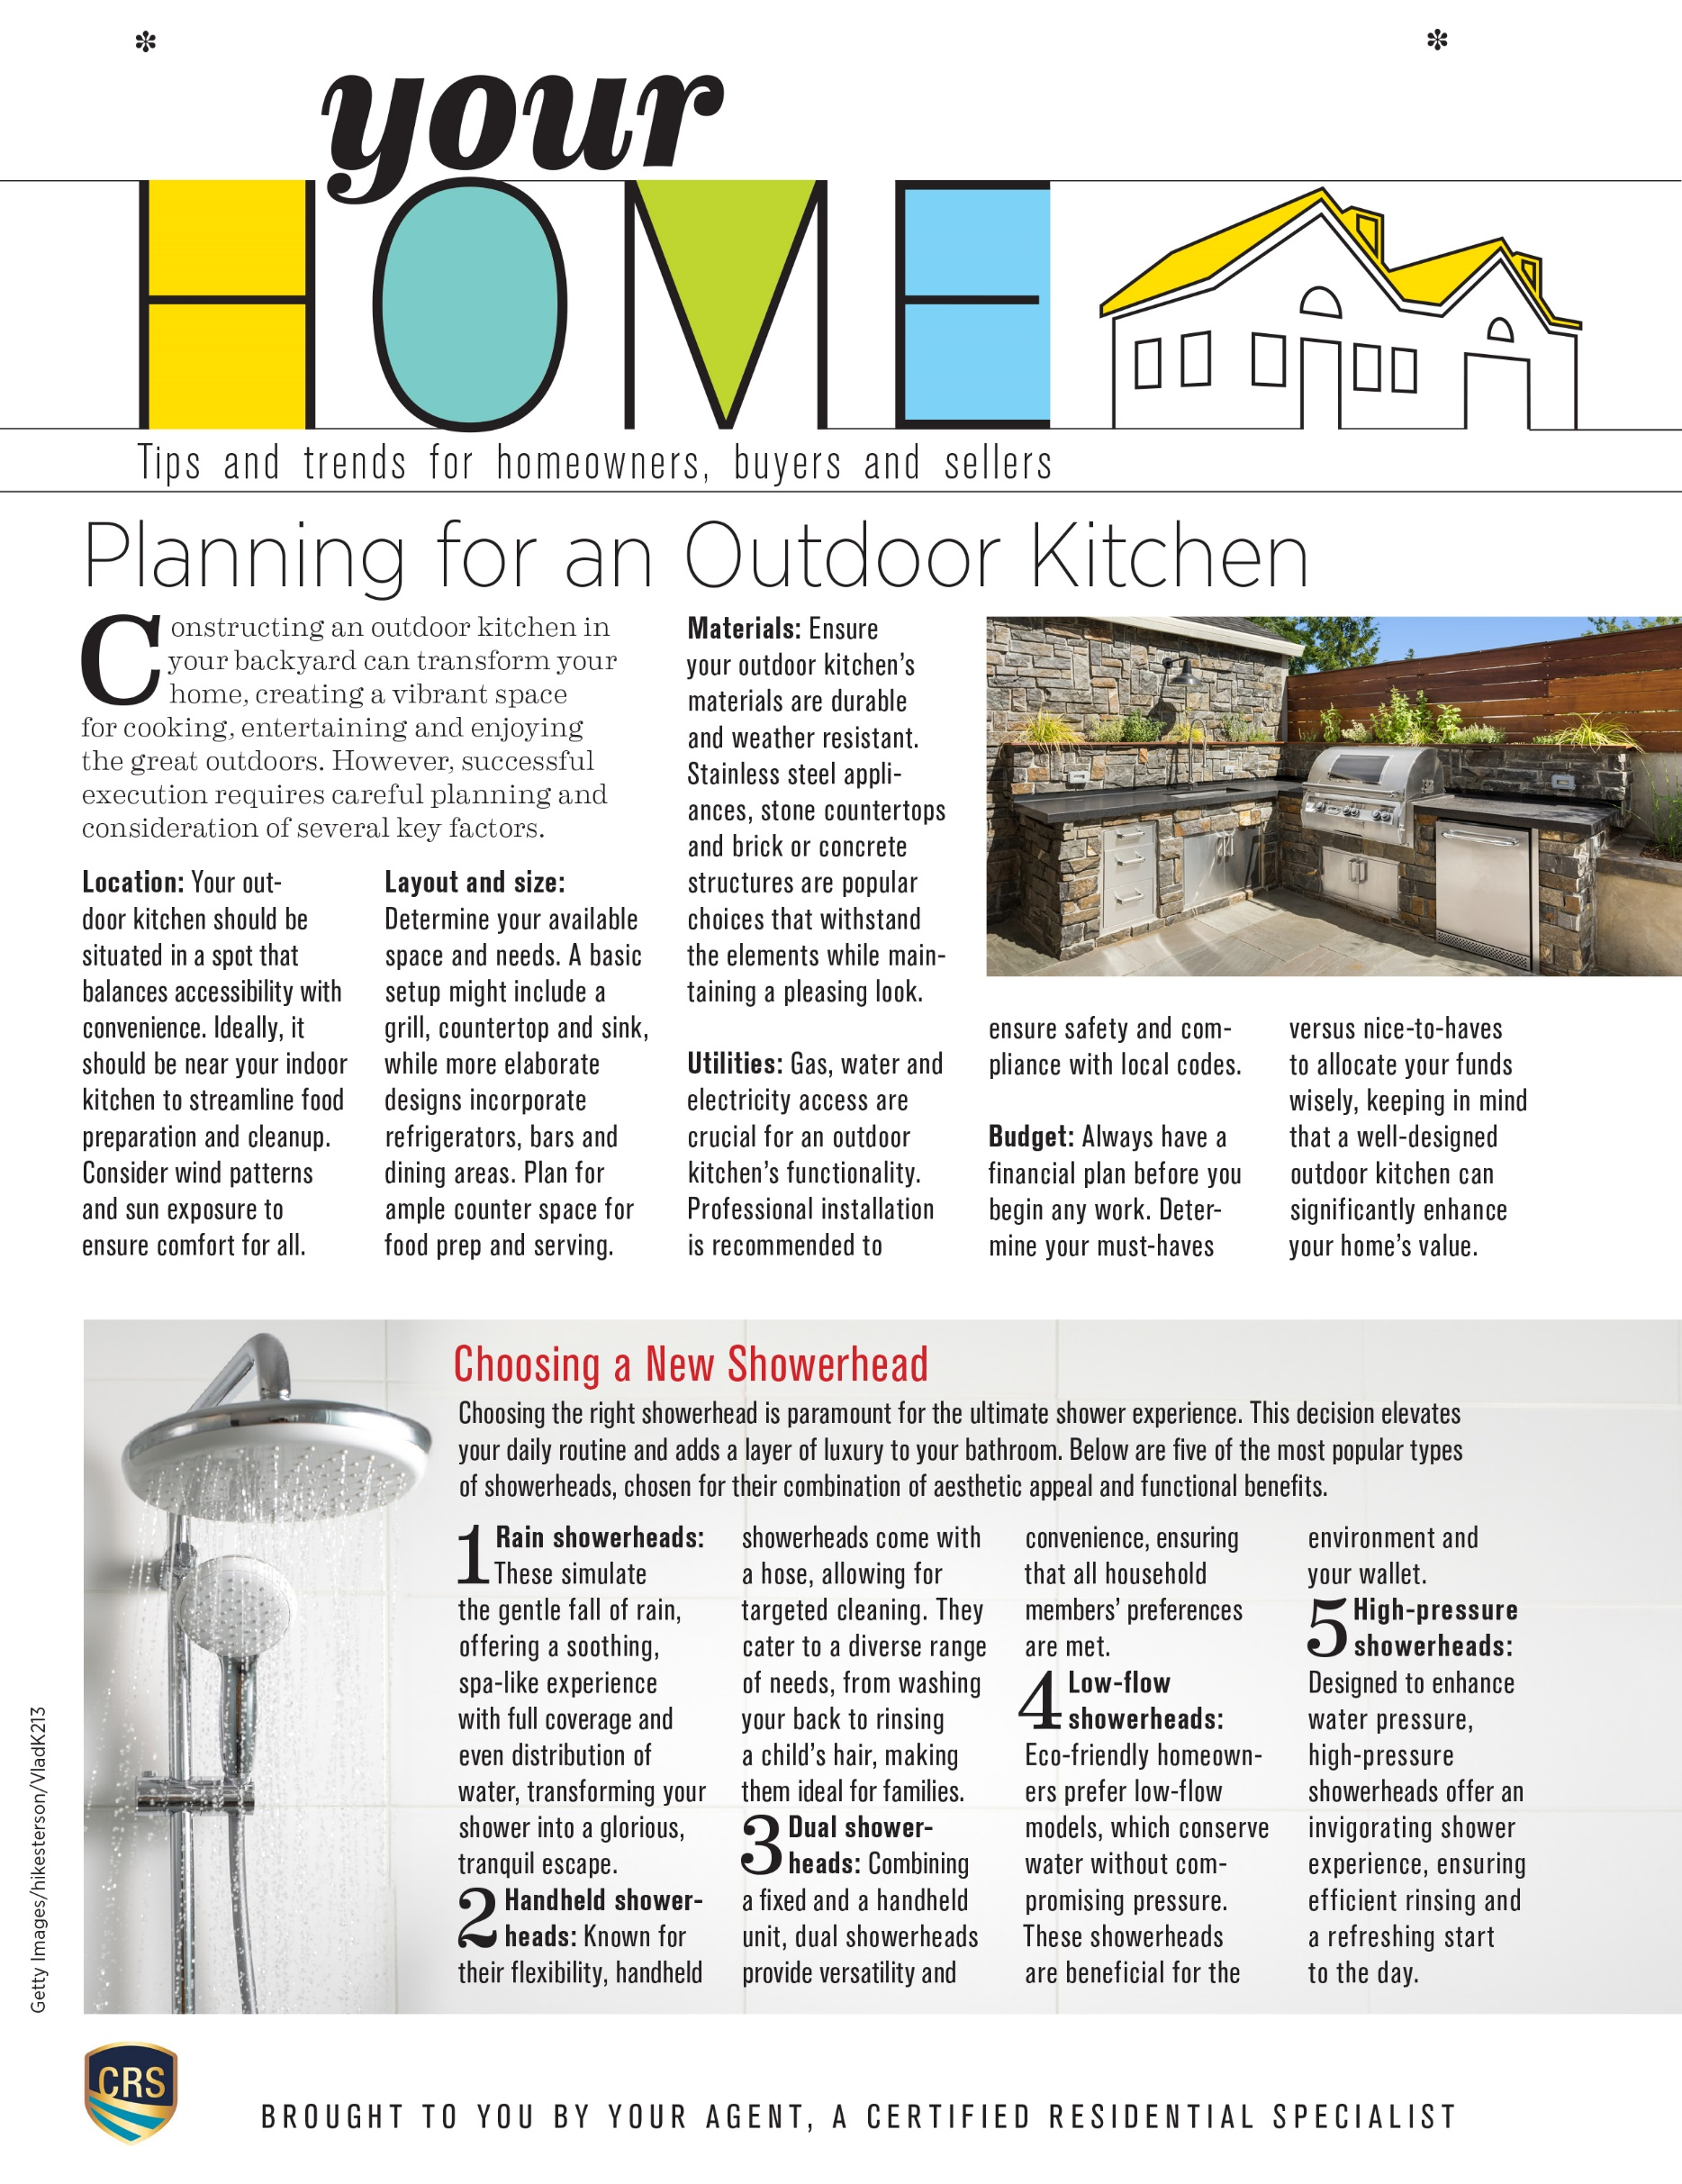 *
*
your
HOME
Tips and trends for homeowners, buyers and sellers
Planning for an Outdoor Kitchen
Constructing an outdoor kitchen in
your backyard can transform your
home, creating a vibrant space
for cooking, entertaining and enjoying
the great outdoors. However, successful
execution requires careful planning and
consideration of several key factors.
Location: Your out-
door kitchen should be
situated in a spot that
balances accessibility with
convenience. Ideally, it
should be near your indoor
kitchen to streamline food
preparation and cleanup.
Consider wind patterns
and sun exposure to
ensure comfort for all.
Layout and size:
Determine your available
space and needs. A basic
setup might include a
grill, countertop and sink,
while more elaborate
designs incorporate
refrigerators, bars and
dining areas. Plan for
ample counter space for
food prep and serving.
Materials: Ensure
your outdoor kitchen's
materials are durable
and weather resistant.
Stainless steel appli-
ances, stone countertops
and brick or concrete
structures are popular
choices that withstand
the elements while main-
taining a pleasing look.
Utilities: Gas, water and
electricity access are
crucial for an outdoor
kitchen's functionality.
Professional installation
is recommended to
ensure safety and com-
pliance with local codes.
Budget: Always have a
financial plan before you
begin any work. Deter-
mine your must-haves
versus nice-to-haves
to allocate your funds
wisely, keeping in mind
that a well-designed
outdoor kitchen can
significantly enhance
your home's value.
Choosing a New Showerhead
Choosing the right showerhead is paramount for the ultimate shower experience. This decision elevates
your daily routine and adds a layer of luxury to your bathroom. Below are five of the most popular types
of showerheads, chosen for their combination of aesthetic appeal and functional benefits.
1 Rain showerheads:
These simulate
the gentle fall of rain,
offering a soothing,
spa-like experience
with full coverage and
even distribution of
water, transforming your
shower into a glorious,
tranquil escape.
2 Handheld shower-
heads: Known for
their flexibility, handheld
showerheads come with
a hose, allowing for
targeted cleaning. They
cater to a diverse range
of needs, from washing
your back to rinsing
a child's hair, making
them ideal for families.
3 Dual shower-
heads: Combining
a fixed and a handheld
unit, dual showerheads
provide versatility and
convenience, ensuring
that all household
members' preferences
are met.
4 Low-flow
showerheads:
Eco-friendly homeown-
ers prefer low-flow
models, which conserve
water without com-
promising pressure.
These showerheads
are beneficial for the
environment and
your wallet.
5 High-pressure
showerheads:
Designed to enhance
water pressure,
high-pressure
showerheads offer an
invigorating shower
experience, ensuring
efficient rinsing and
a refreshing start
to the day.
Getty Images/hikesterson/VladK213
CRS
BROUGHT TO YOU BY YOUR AGENT, A CERTIFIED RESIDENTIAL SPECIALIST